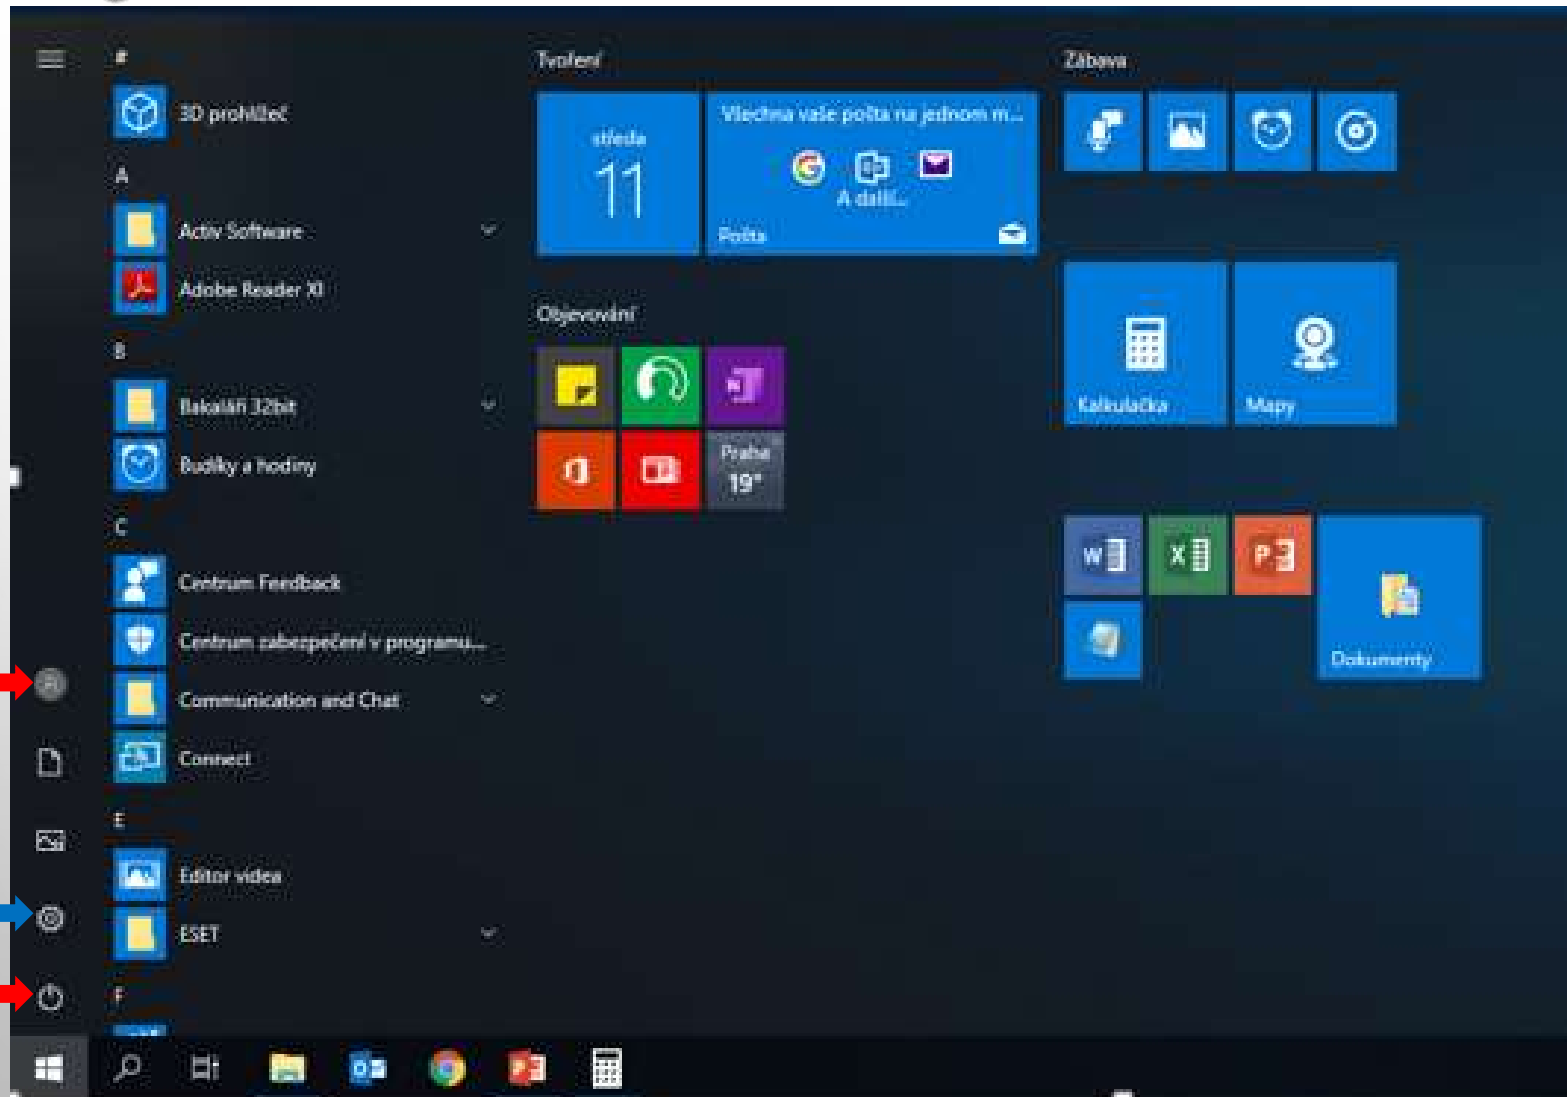 #
3D prohlížeč
A
Activ Software
Adobe Reader XI
B
Bakaláři 32bit
Budíky a hodiny
C
Centrum Feedback
Centrum zabezpečení v programu...
Communication and Chat
Connect
E
Editor videa
ESET
F
Tvoření
středa
11
Všechna vaše pošta na jednom m...
A další...
Pošta
Objevování
Praha
19°
Zábava
Kalkulačka
Mapy
Dokumenty